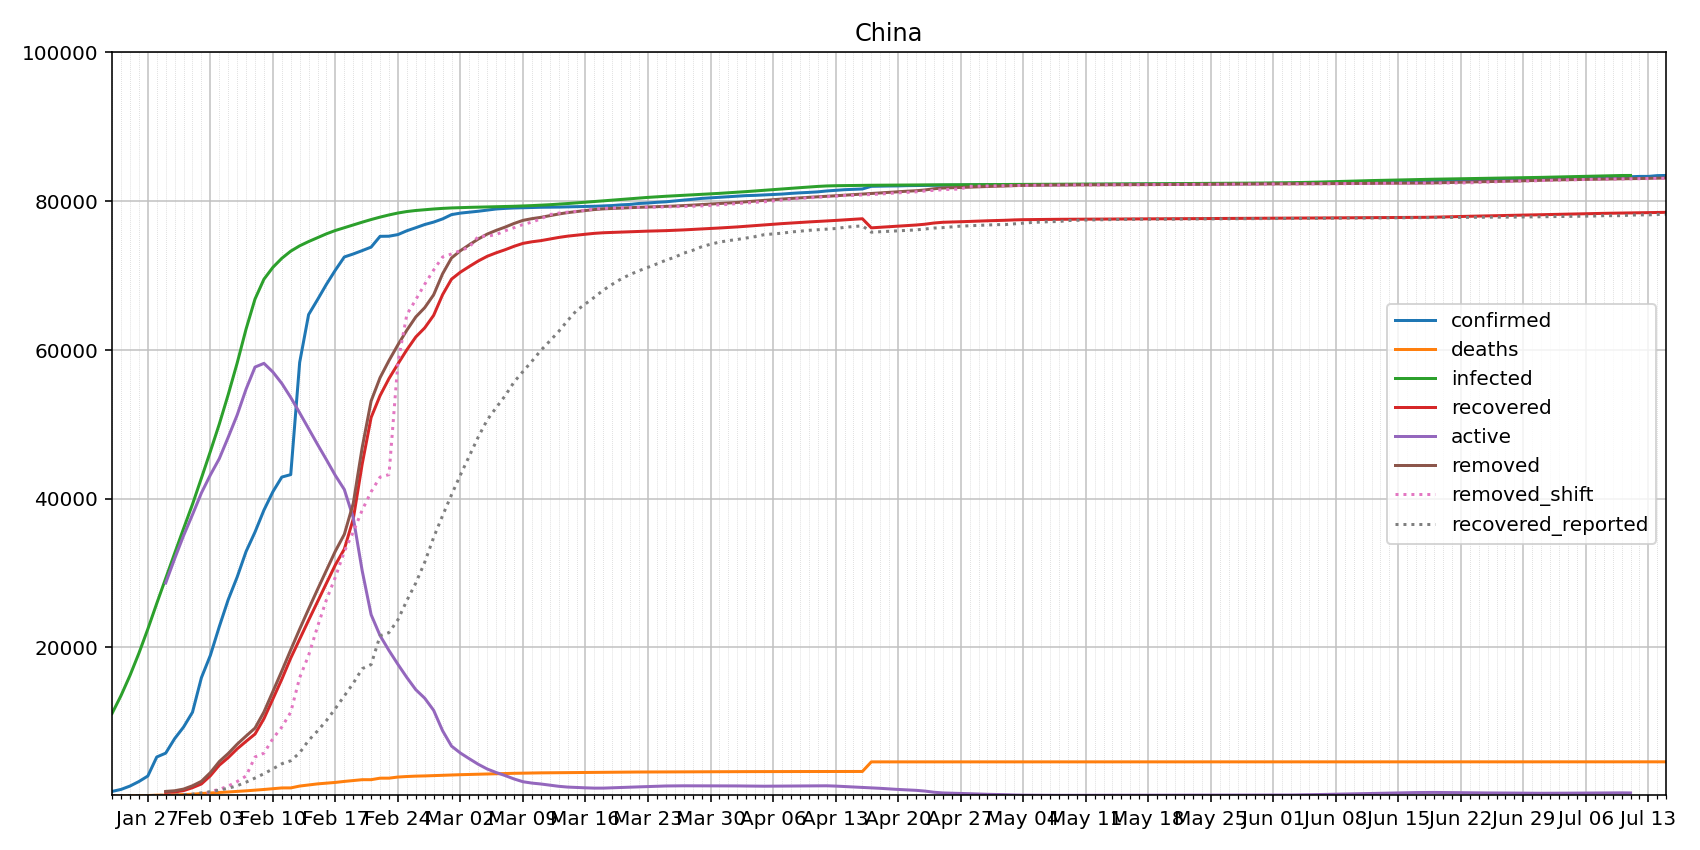 China
100000
80000
60000
40000
20000
confirmed
deaths
infected
recovered
active
removed
removed_shift
recovered_reported
Jan 27 Feb 03 Feb 10 Feb 17 Feb 24 Mar 02 Mar 09 Mar 16 Mar 23 Mar 30 Apr 06 Apr 13 Apr 20 Apr 27 May 04 May 11 May 18 May 25 Jun 01 Jun 08 Jun 15 Jun 22 Jun 29 Jul 06 Jul 13